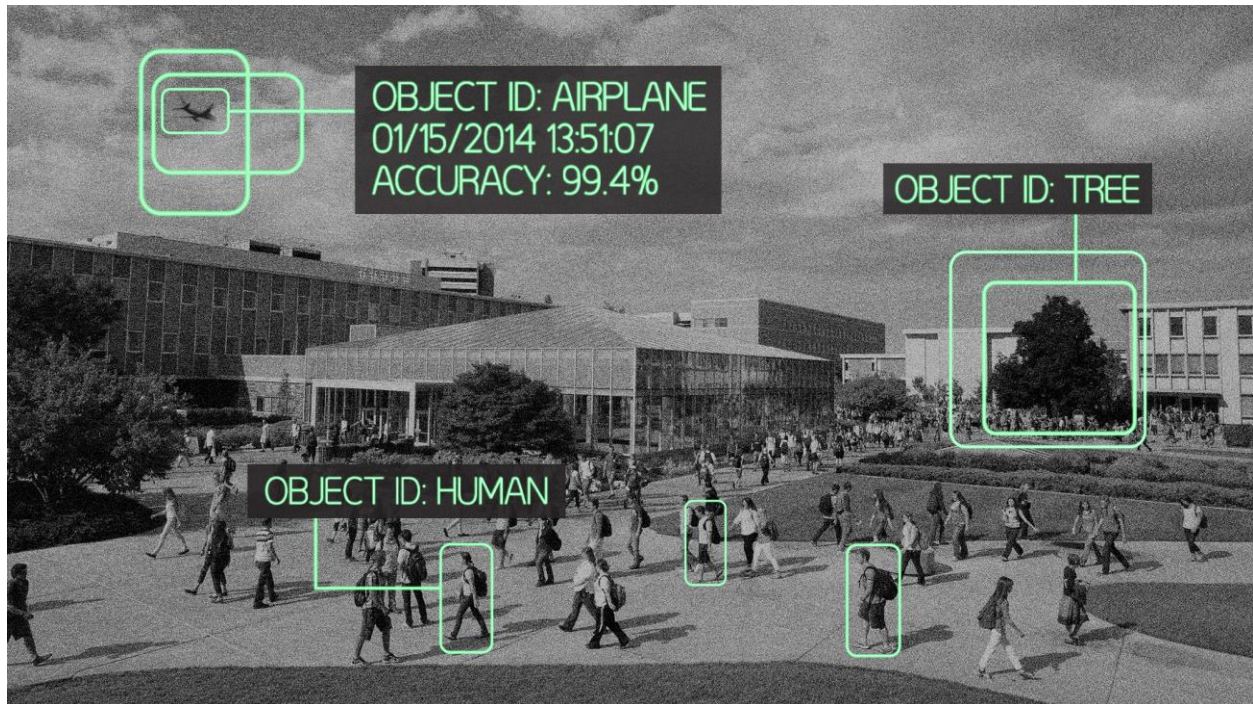 OBJECT ID: AIRPLANE
01/15/2014 13:51:07
ACCURACY: 99.4%
OBJECT ID: TREE
OBJECT ID: HUMAN